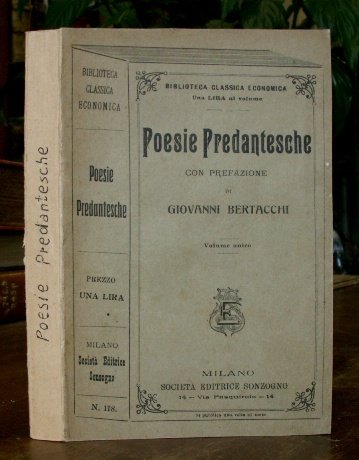 Poesie Predantesche
BIBLIOTECA
CLASSICA
ECONOMICA
Poesie
Predantesche
PREZZO
UNA LIRA
MILANO
Società Editrice
Sonzogno
N. 118.
BIBLIOTECA CLASSICA ECONOMICA
Una LIRA al volume
Poesie Predantesche
CON PREFAZIONE
DI
GIOVANNI BERTACCHI
Volume unico
MILANO
SOCIETÀ EDITRICE SONZOGNO
14 — Via Pasquirolo — 14